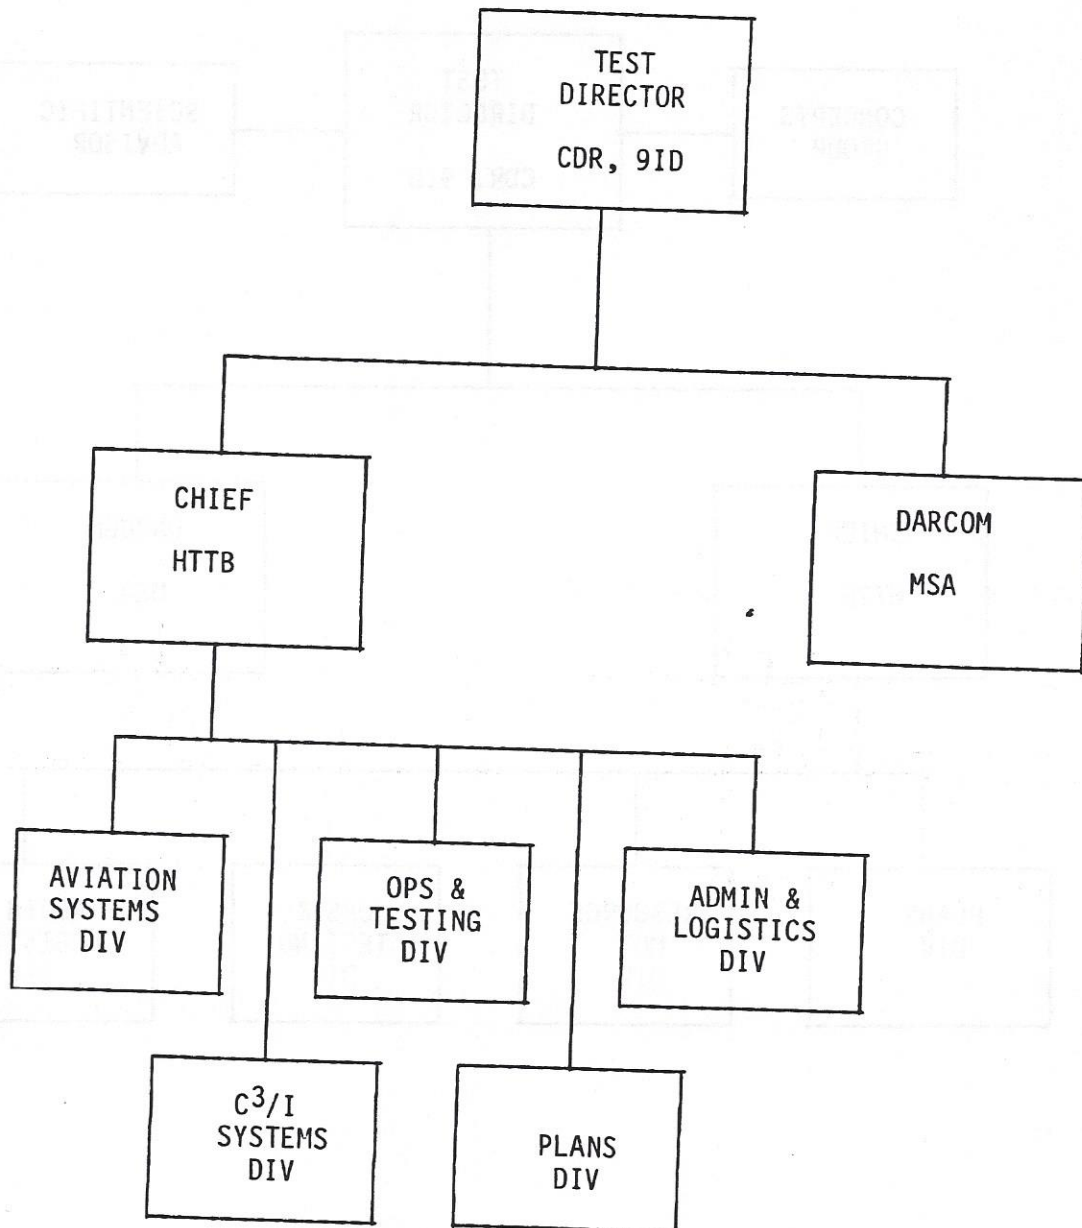 TEST
DIRECTOR
CDR, 9ID
CHIEF
HTTB
DARCOM
MSA
AVIATION
SYSTEMS
DIV
OPS &
TESTING
DIV
ADMIN &
LOGISTICS
DIV
C³/I
SYSTEMS
DIV
PLANS
DIV